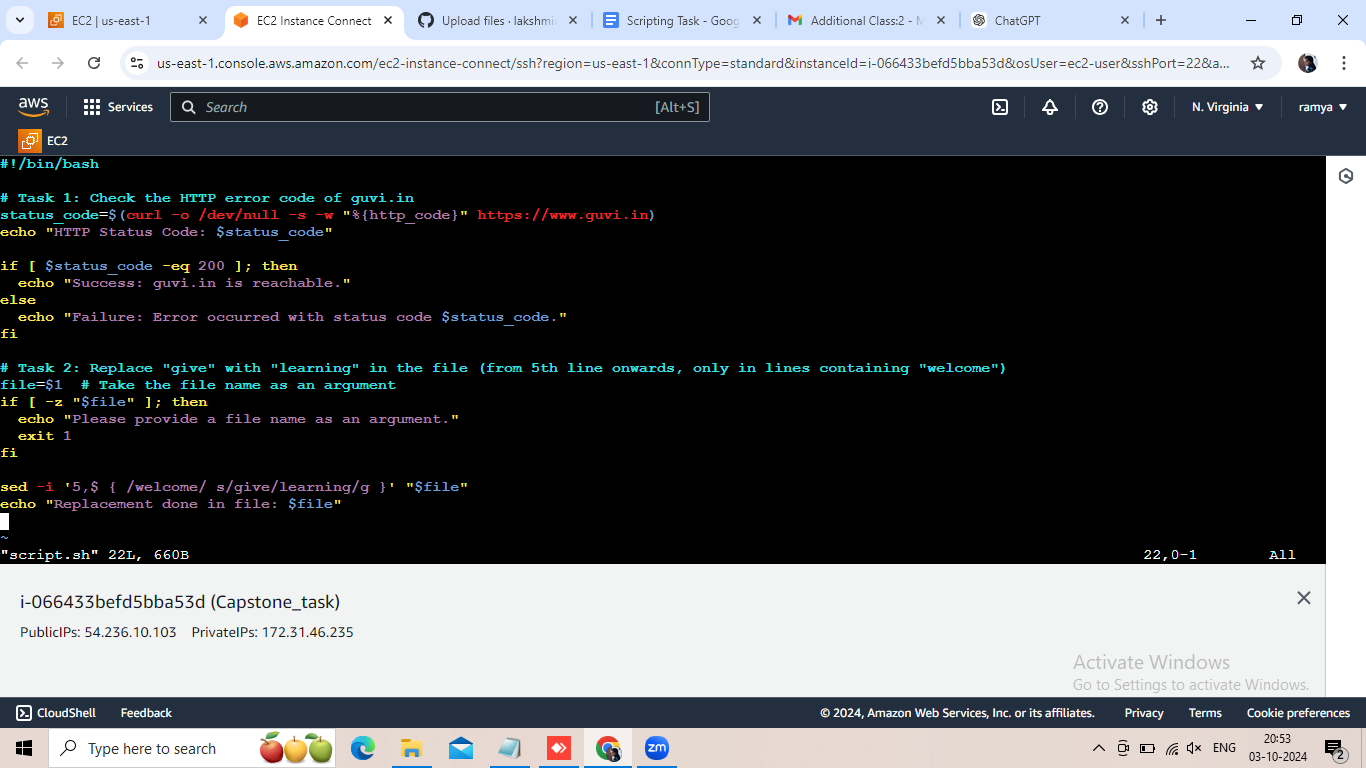 EC2 | us-east-1
EC2 Instance Connect
Upload files · lakshmi
Scripting Task - Goog
Additional Class:2 - M
ChatGPT
us-east-1.console.aws.amazon.com/ec2-instance-connect/ssh?region=us-east-1&connType=standard&instanceId=i-066433befd5bba53d&osUser=ec2-user&sshPort=22&a...
aws
Services
Search
[Alt+S]
N. Virginia
ramya
EC2
#!/bin/bash
# Task 1: Check the HTTP error code of guvi.in
status_code=$(curl -o /dev/null -s -w "%{http_code}" https://www.guvi.in)
echo "HTTP Status Code: $status_code"
if [ $status_code -eq 200 ]; then
  echo "Success: guvi.in is reachable."
else
  echo "Failure: Error occurred with status code $status_code."
fi
# Task 2: Replace "give" with "learning" in the file (from 5th line onwards, only in lines containing "welcome")
file=$1  # Take the file name as an argument
if [ -z "$file" ]; then
  echo "Please provide a file name as an argument."
  exit 1
fi
sed -i '5,$ { /welcome/ s/give/learning/g }' "$file"
echo "Replacement done in file: $file"
~
"script.sh" 22L, 660B
22,0-1
All
i-066433befd5bba53d (Capstone_task)
PublicIPs: 54.236.10.103 PrivateIPs: 172.31.46.235
Activate Windows
Go to Settings to activate Windows.
CloudShell
Feedback
© 2024, Amazon Web Services, Inc. or its affiliates.
Privacy
Terms
Cookie preferences
Type here to search
zm
ENG
20:53
03-10-2024
2